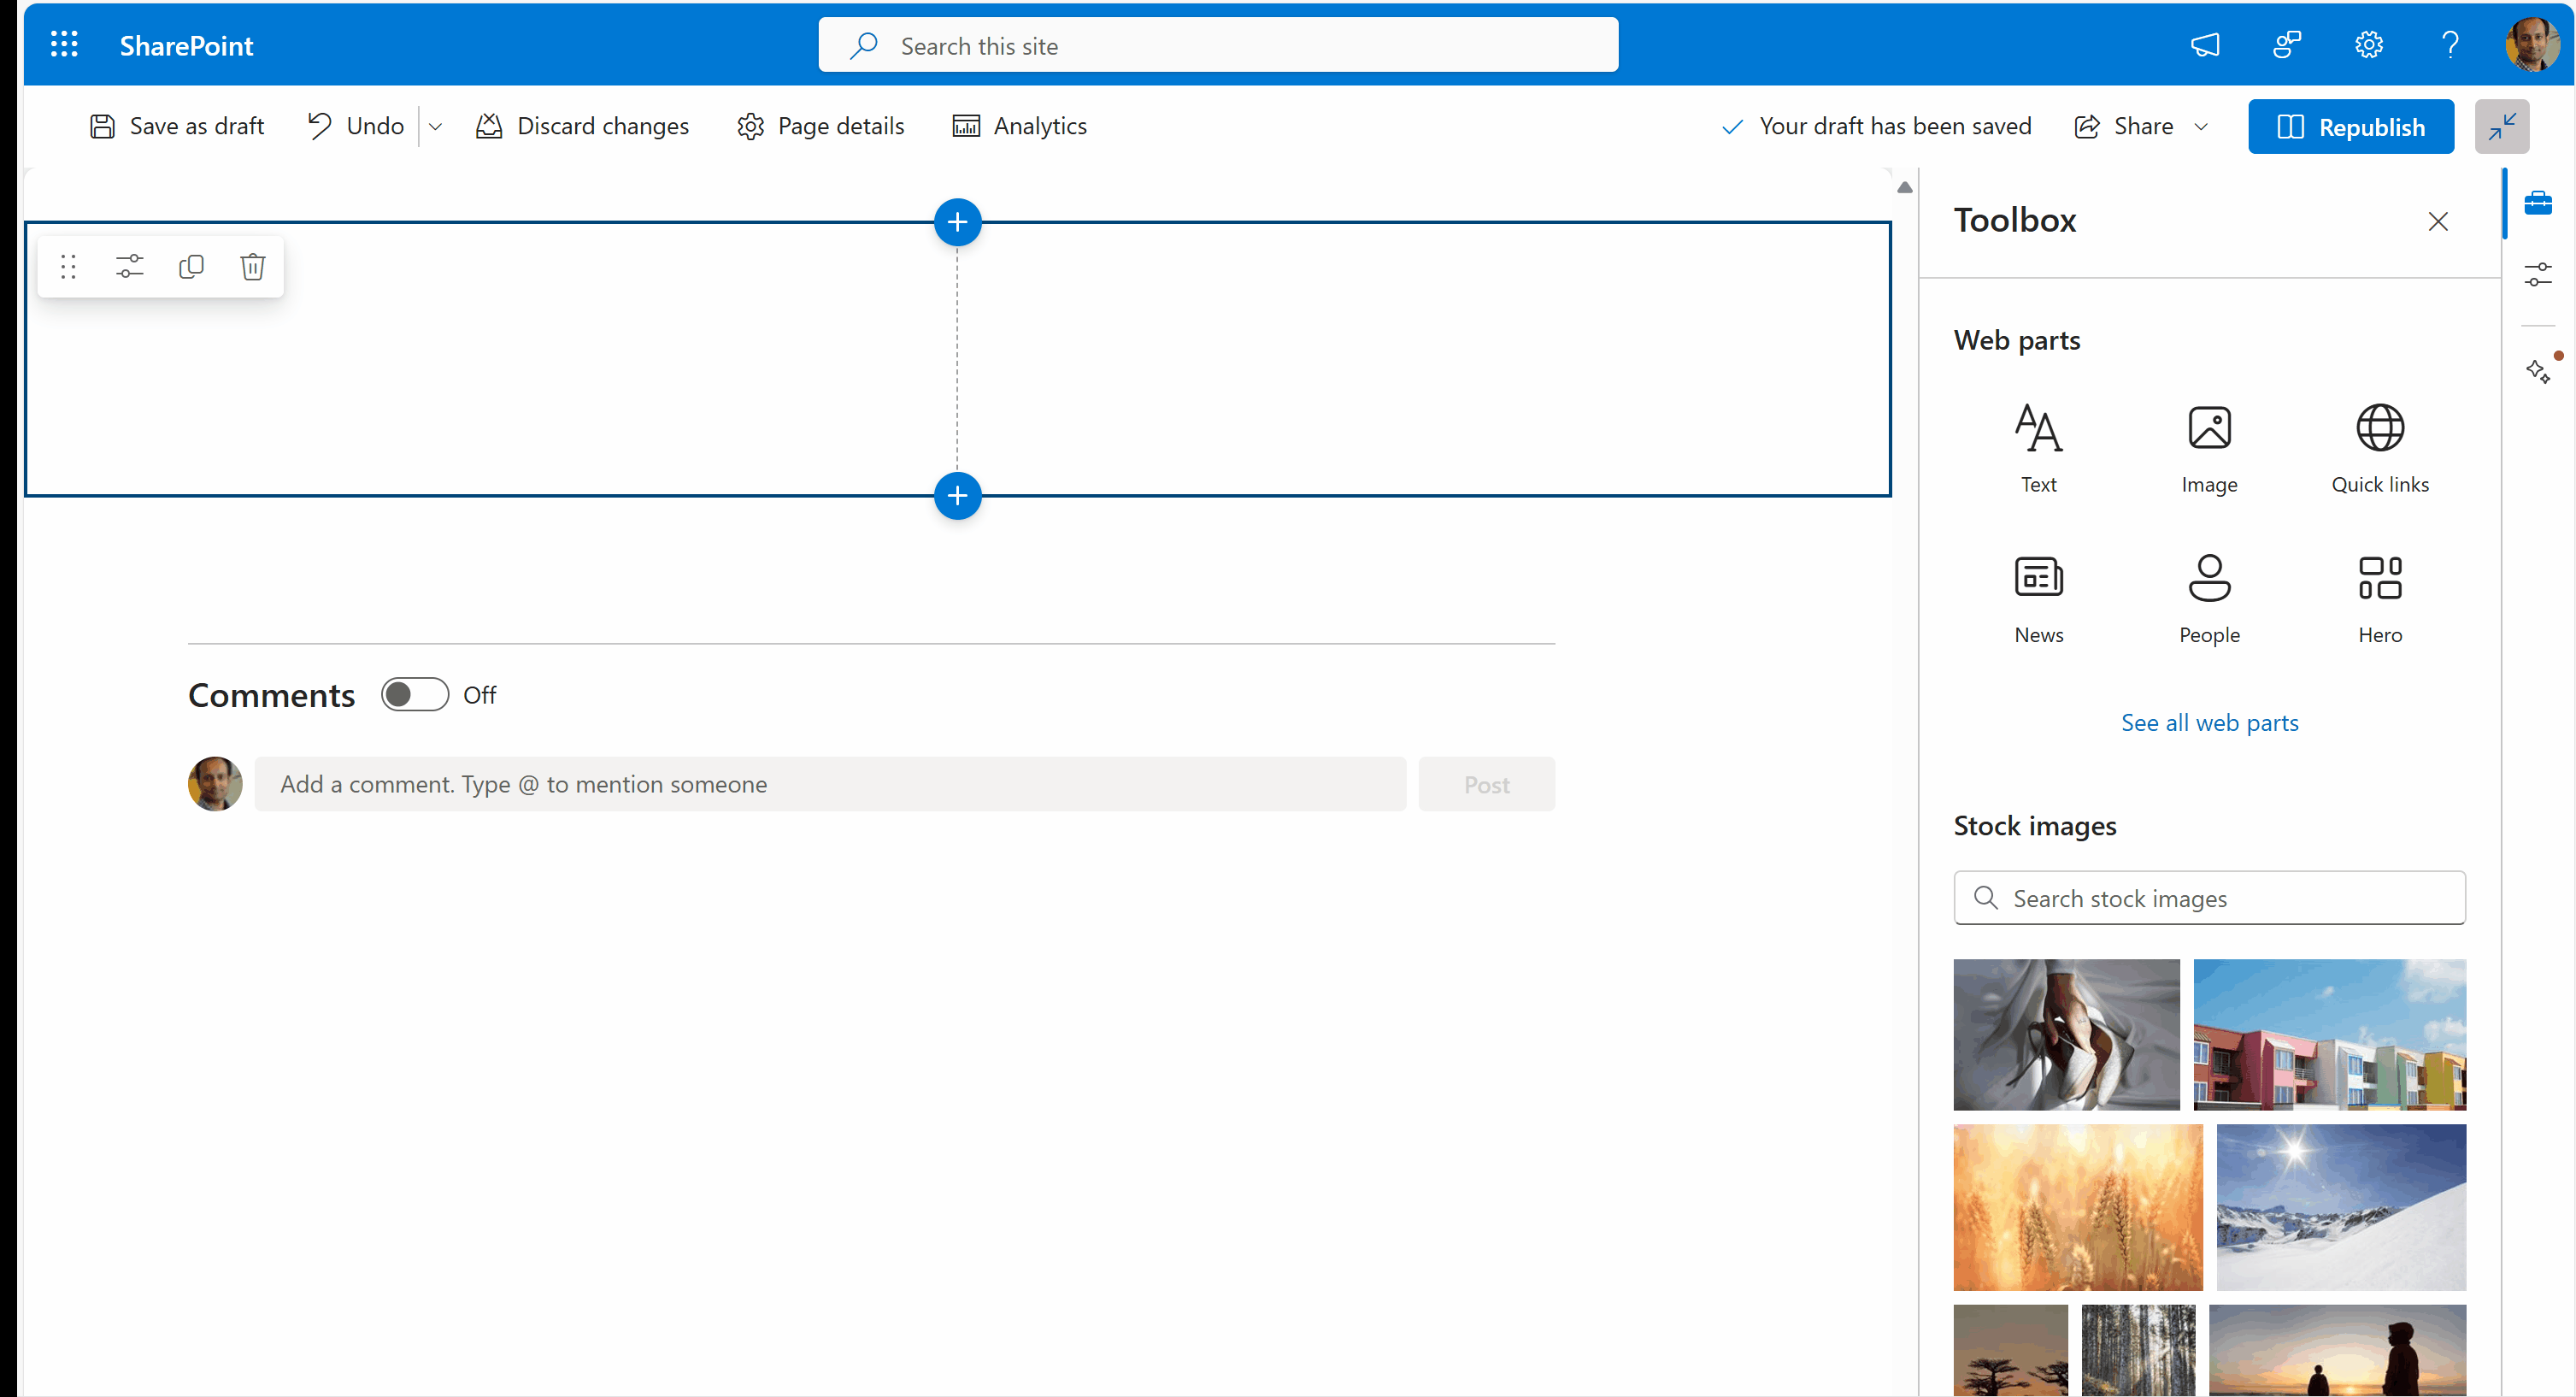 SharePoint
Search this site
Save as draft
Undo
Discard changes
Page details
Analytics
Your draft has been saved
Share
Republish
Toolbox
Web parts
Text
Image
Quick links
News
People
Hero
See all web parts
Comments
Off
Add a comment. Type @ to mention someone
Post
Stock images
Search stock images